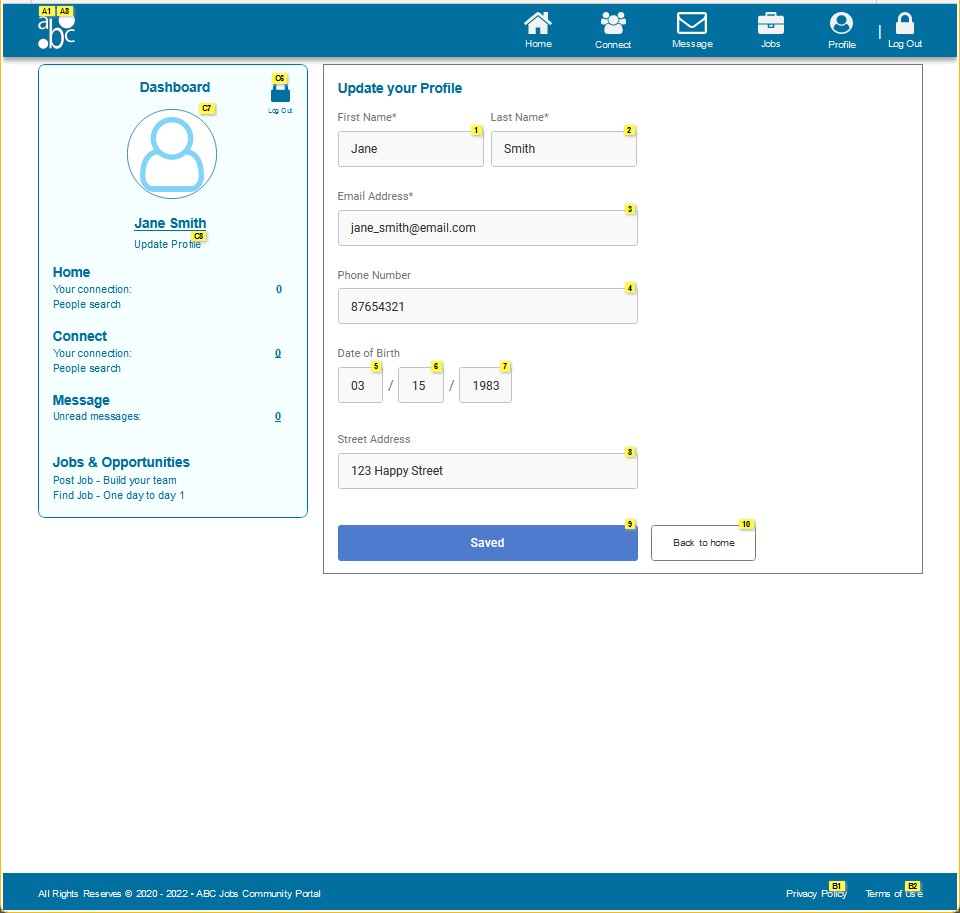 A1 A8
abc
Home Connect Message Jobs Profile | Log Out
Dashboard
C6
Log Out
C7
Jane Smith
C8
Update Profile
Home
Your connection: 0
People search
Connect
Your connection: 0
People search
Message
Unread messages: 0
Jobs & Opportunities
Post Job - Build your team
Find Job - One day to day 1
Update your Profile
First Name* Last Name*
1 2
Jane Smith
Email Address*
3
jane_smith@email.com
Phone Number
4
87654321
Date of Birth
5 6 7
03 / 15 / 1983
Street Address
8
123 Happy Street
9 10
Saved Back to home
B1 B2
All Rights Reserves © 2020 - 2022 • ABC Jobs Community Portal Privacy Policy Terms of Use